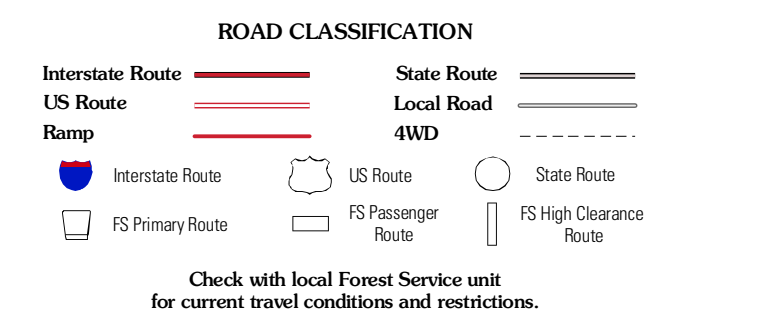 ROAD CLASSIFICATION
Interstate Route
State Route
US Route
Local Road
Ramp
4WD
Interstate Route
US Route
State Route
FS Primary Route
FS Passenger
Route
FS High Clearance
Route
Check with local Forest Service unit
for current travel conditions and restrictions.